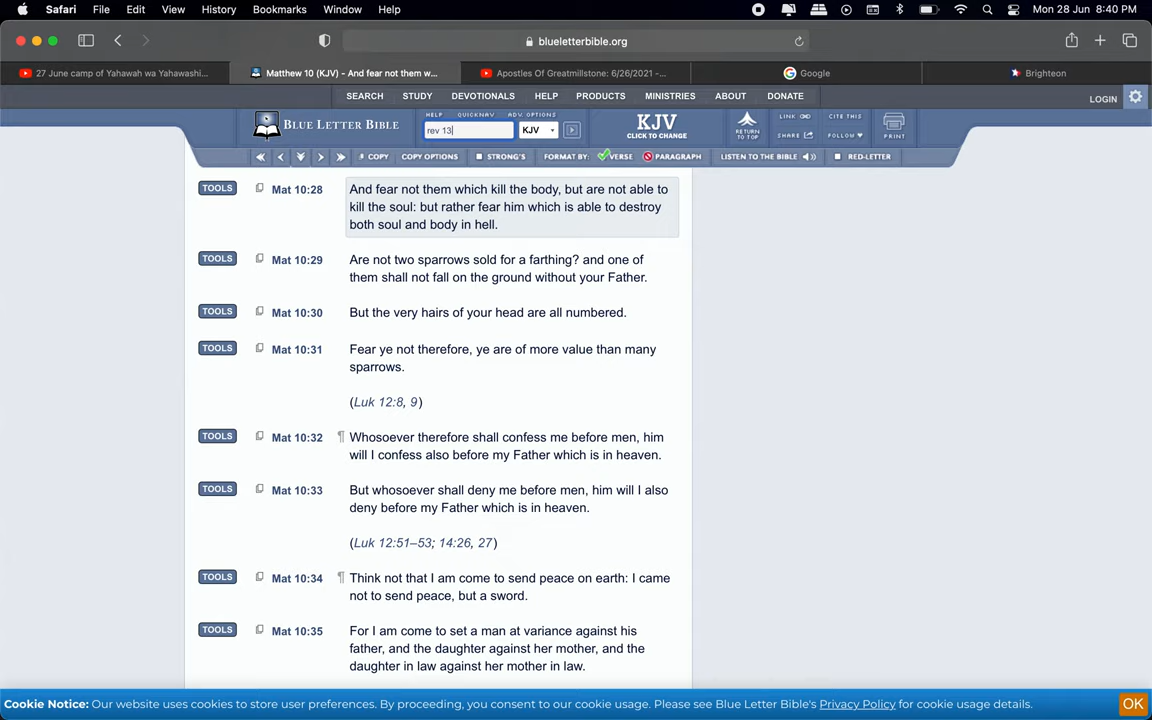 Safari File Edit View History Bookmarks Window Help Mon 28 Jun 8:40 PM
blueletterbible.org
27 June camp of Yahawah wa Yahawashi... Matthew 10 (KJV) - And fear not them w... Apostles Of Greatmillstone: 6/26/2021 -... Google Brighteon
SEARCH STUDY DEVOTIONALS HELP PRODUCTS MINISTRIES ABOUT DONATE LOGIN
HELP QUICKNAV ADV. OPTIONS
BLUE LETTER BIBLE rev 13 KJV KJV CLICK TO CHANGE RETURN TO TOP LINK CITE THIS SHARE FOLLOW PRINT
COPY COPY OPTIONS STRONG'S FORMAT BY: VERSE PARAGRAPH LISTEN TO THE BIBLE RED-LETTER
TOOLS Mat 10:28 And fear not them which kill the body, but are not able to
kill the soul: but rather fear him which is able to destroy
both soul and body in hell.
TOOLS Mat 10:29 Are not two sparrows sold for a farthing? and one of
them shall not fall on the ground without your Father.
TOOLS Mat 10:30 But the very hairs of your head are all numbered.
TOOLS Mat 10:31 Fear ye not therefore, ye are of more value than many
sparrows.
(Luk 12:8, 9)
TOOLS Mat 10:32 ¶ Whosoever therefore shall confess me before men, him
will I confess also before my Father which is in heaven.
TOOLS Mat 10:33 But whosoever shall deny me before men, him will I also
deny before my Father which is in heaven.
(Luk 12:51–53; 14:26, 27)
TOOLS Mat 10:34 ¶ Think not that I am come to send peace on earth: I came
not to send peace, but a sword.
TOOLS Mat 10:35 For I am come to set a man at variance against his
father, and the daughter against her mother, and the
daughter in law against her mother in law.
Cookie Notice: Our website uses cookies to store user preferences. By proceeding, you consent to our cookie usage. Please see Blue Letter Bible's Privacy Policy for cookie usage details. OK